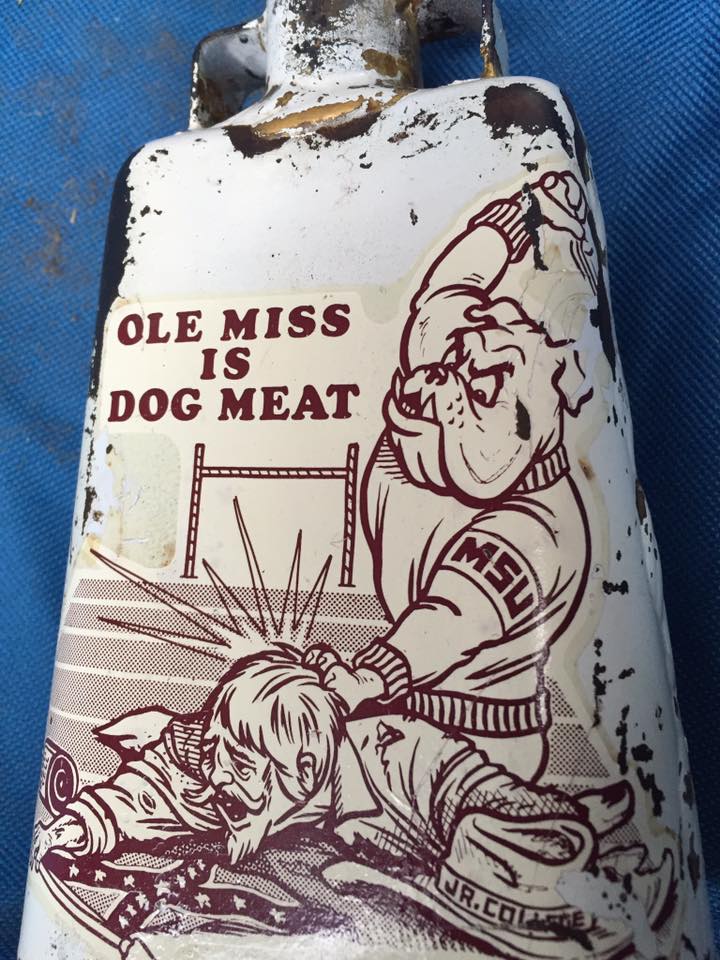 OLE MISS
IS
DOG MEAT
MSU
JR. COLLEGE